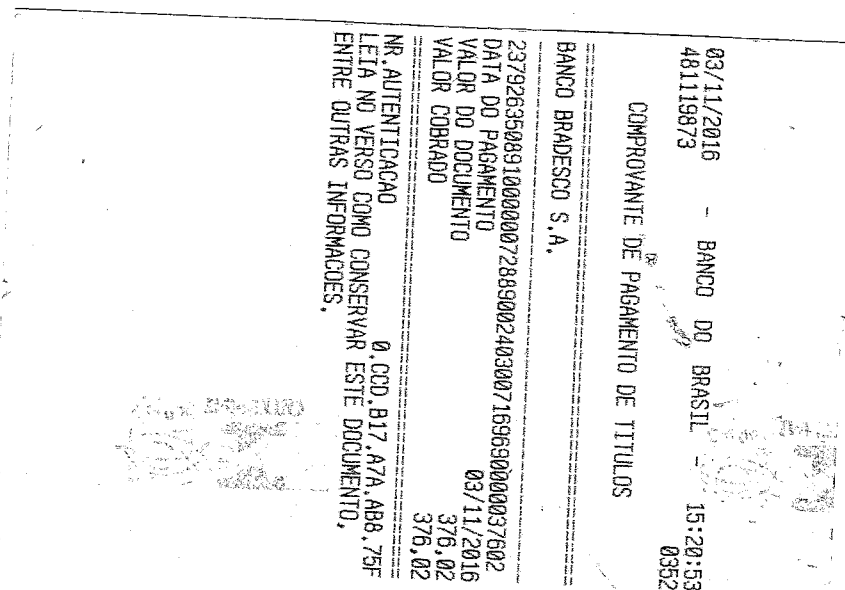 03/11/2016 - BANCO DO BRASIL - 15:20:53
481119873 0352
COMPROVANTE DE PAGAMENTO DE TITULOS
BANCO BRADESCO S.A.
23792635089100000072889002403007169690000037602
DATA DO PAGAMENTO 03/11/2016
VALOR DO DOCUMENTO 376,02
VALOR COBRADO 376,02
NR.AUTENTICACAO 0.CCD.B17.A7A.AB8.75F
LEIA NO VERSO COMO CONSERVAR ESTE DOCUMENTO,
ENTRE OUTRAS INFORMACOES.